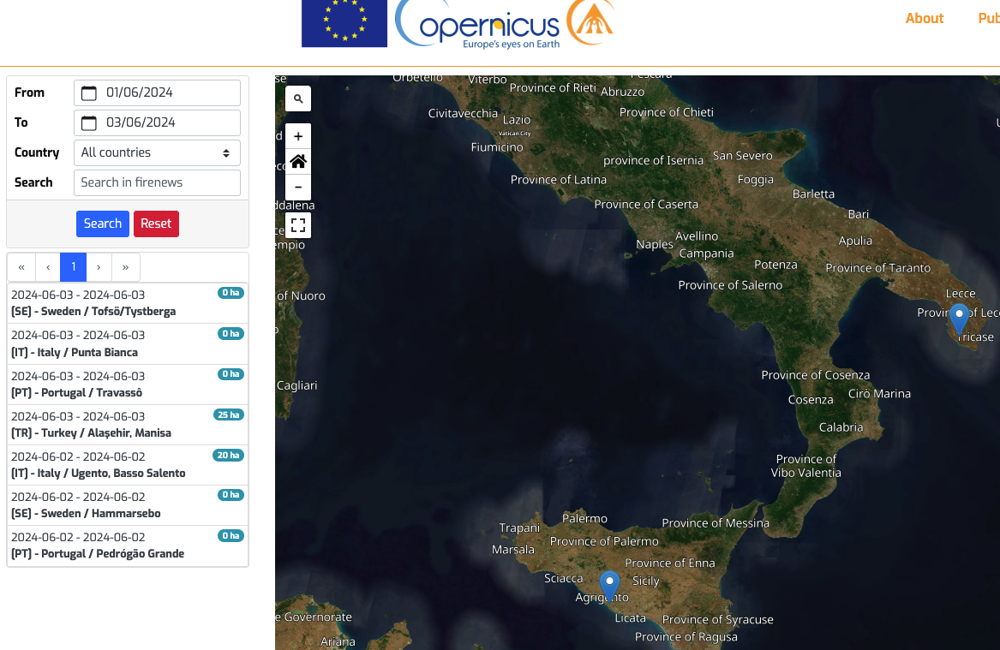 opernicus
Europe's eyes on Earth
About
From
01/06/2024
To
03/06/2024
Country
All countries
Search
Search in firenews
Search
Reset
«
‹
1
›
»
2024-06-03 - 2024-06-03
0 ha
[SE] - Sweden / Tofsö/Tystberga
2024-06-03 - 2024-06-03
0 ha
[IT] - Italy / Punta Bianca
2024-06-03 - 2024-06-03
0 ha
[PT] - Portugal / Travassô
2024-06-03 - 2024-06-03
25 ha
[TR] - Turkey / Alaşehir, Manisa
2024-06-02 - 2024-06-02
20 ha
[IT] - Italy / Ugento, Basso Salento
2024-06-02 - 2024-06-02
0 ha
[SE] - Sweden / Hammarsebo
2024-06-02 - 2024-06-02
0 ha
[PT] - Portugal / Pedrógão Grande
+
−
Orbetello
Viterbo
Pescara
Province of Rieti
Abruzzo
Civitavecchia
Lazio
Province of Chieti
Vatican City
Fiumicino
province of Isernia
San Severo
Province of Latina
Foggia
Barletta
Province of Caserta
Bari
Avellino
Naples
Campania
Apulia
Potenza
Province of Taranto
Province of Salerno
Lecce
of Nuoro
Tricase
Cagliari
Province of Cosenza
Cosenza
Cirò Marina
Calabria
Province of
Vibo Valentia
Palermo
Trapani
Province of Messina
Marsala
Province of Palermo
Province of Enna
Sciacca
Sicily
Agrigento
Licata
Province of Syracuse
Province of Ragusa
e Governorate
Ariana